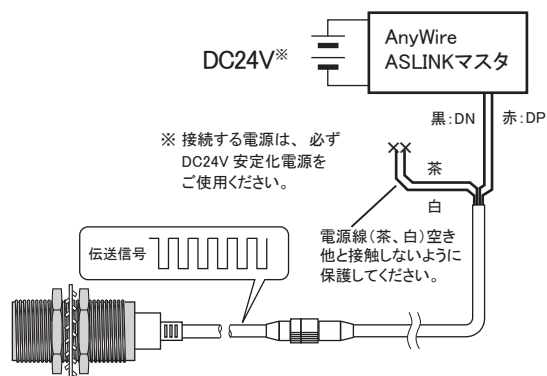 AnyWire
ASLINKマスタ
DC24V※
黒：DN
赤：DP
※ 接続する電源は、必ず
DC24V 安定化電源を
ご使用ください。
茶
白
電源線（茶、白）空き
他と接触しないように
保護してください。
伝送信号